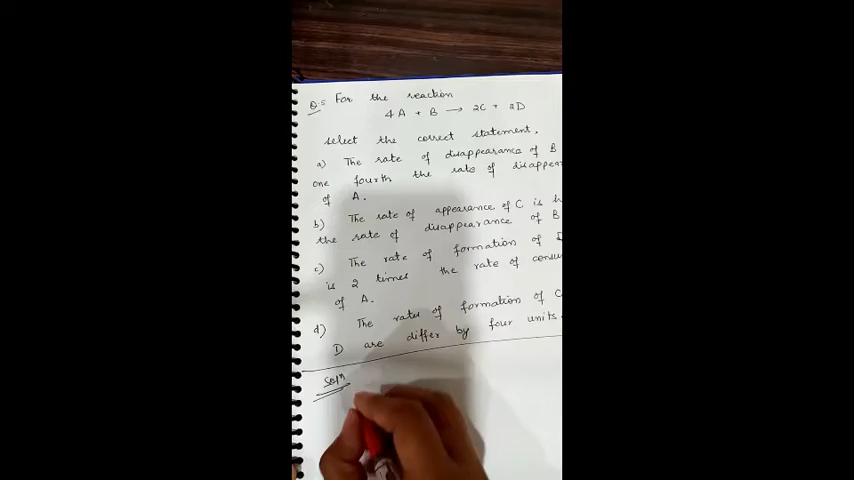 Q.5 For the reaction
4A + B → 2C + 2D
select the correct statement.
a) The rate of disappearance of B
one fourth the rate of
of A.
b) The rate of appearance of C is
the rate of disappearance of B
c) The rate of formation of
is 2 times the rate of
of A.
d) The rates of formation of C
D are differ by four units.
Solⁿ